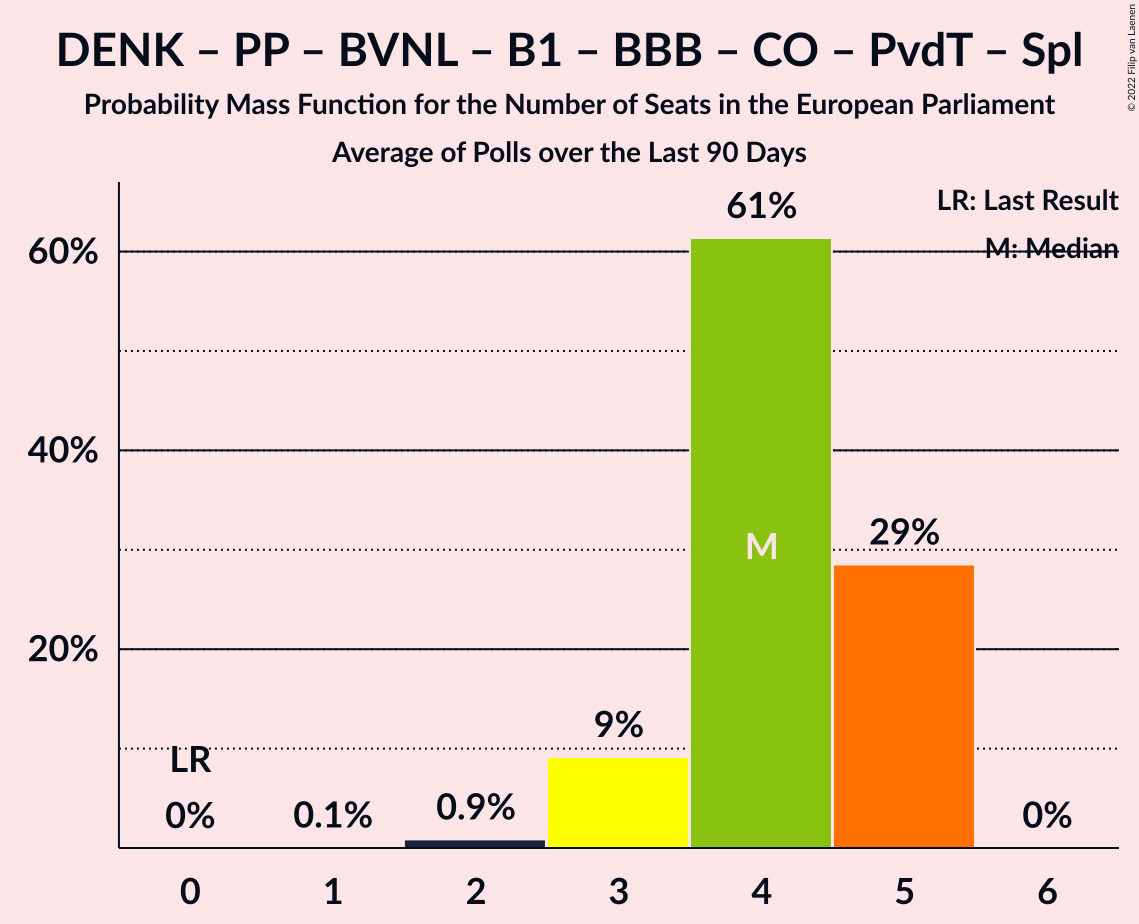 DENK – PP – BVNL – B1 – BBB – CO – PvdT – Spl
Probability Mass Function for the Number of Seats in the European Parliament
Average of Polls over the Last 90 Days
© 2022 Filip van Laenen
LR: Last Result
M: Median
60%
40%
20%
61%
29%
M
9%
LR
0%
0.1%
0.9%
0%
0 1 2 3 4 5 6